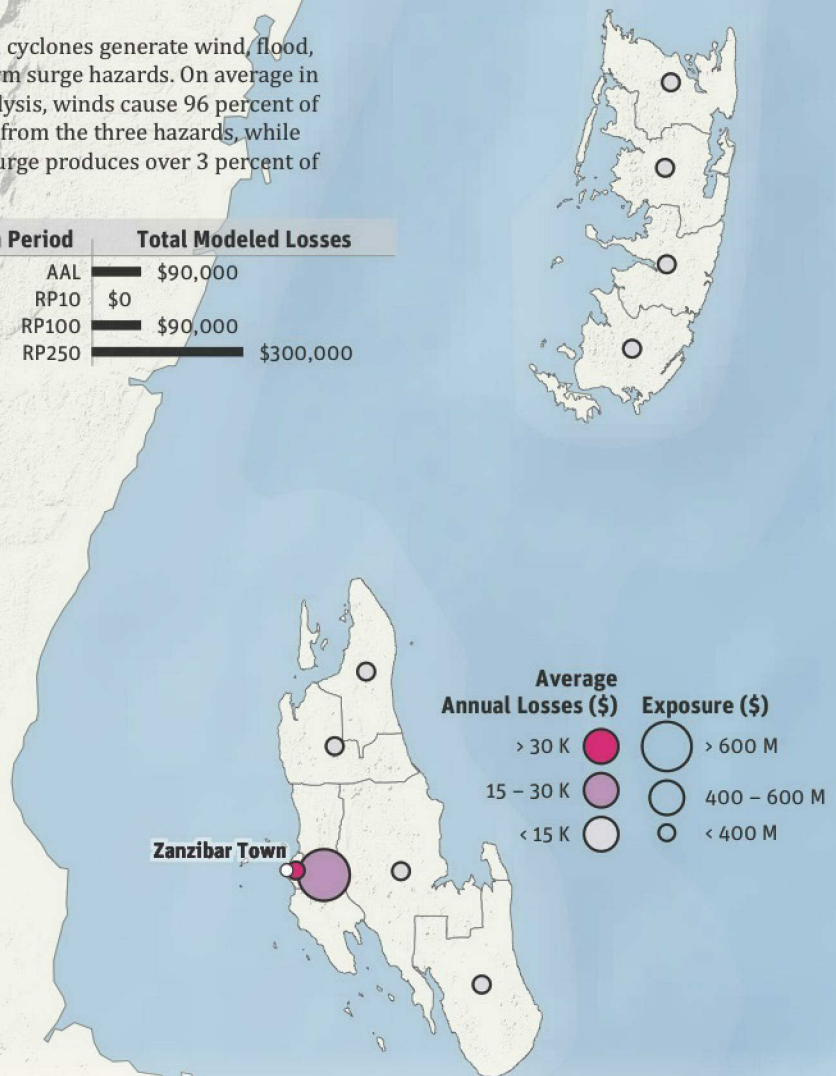 cyclones generate wind, flood,
surge hazards. On average in
winds cause 96 percent of
from the three hazards, while
produces over 3 percent of
Period Total Modeled Losses
AAL $90,000
RP10 $0
RP100 $90,000
RP250 $300,000
Average
Annual Losses ($) Exposure ($)
> 30 K > 600 M
15 – 30 K 400 – 600 M
< 15 K < 400 M
Zanzibar Town